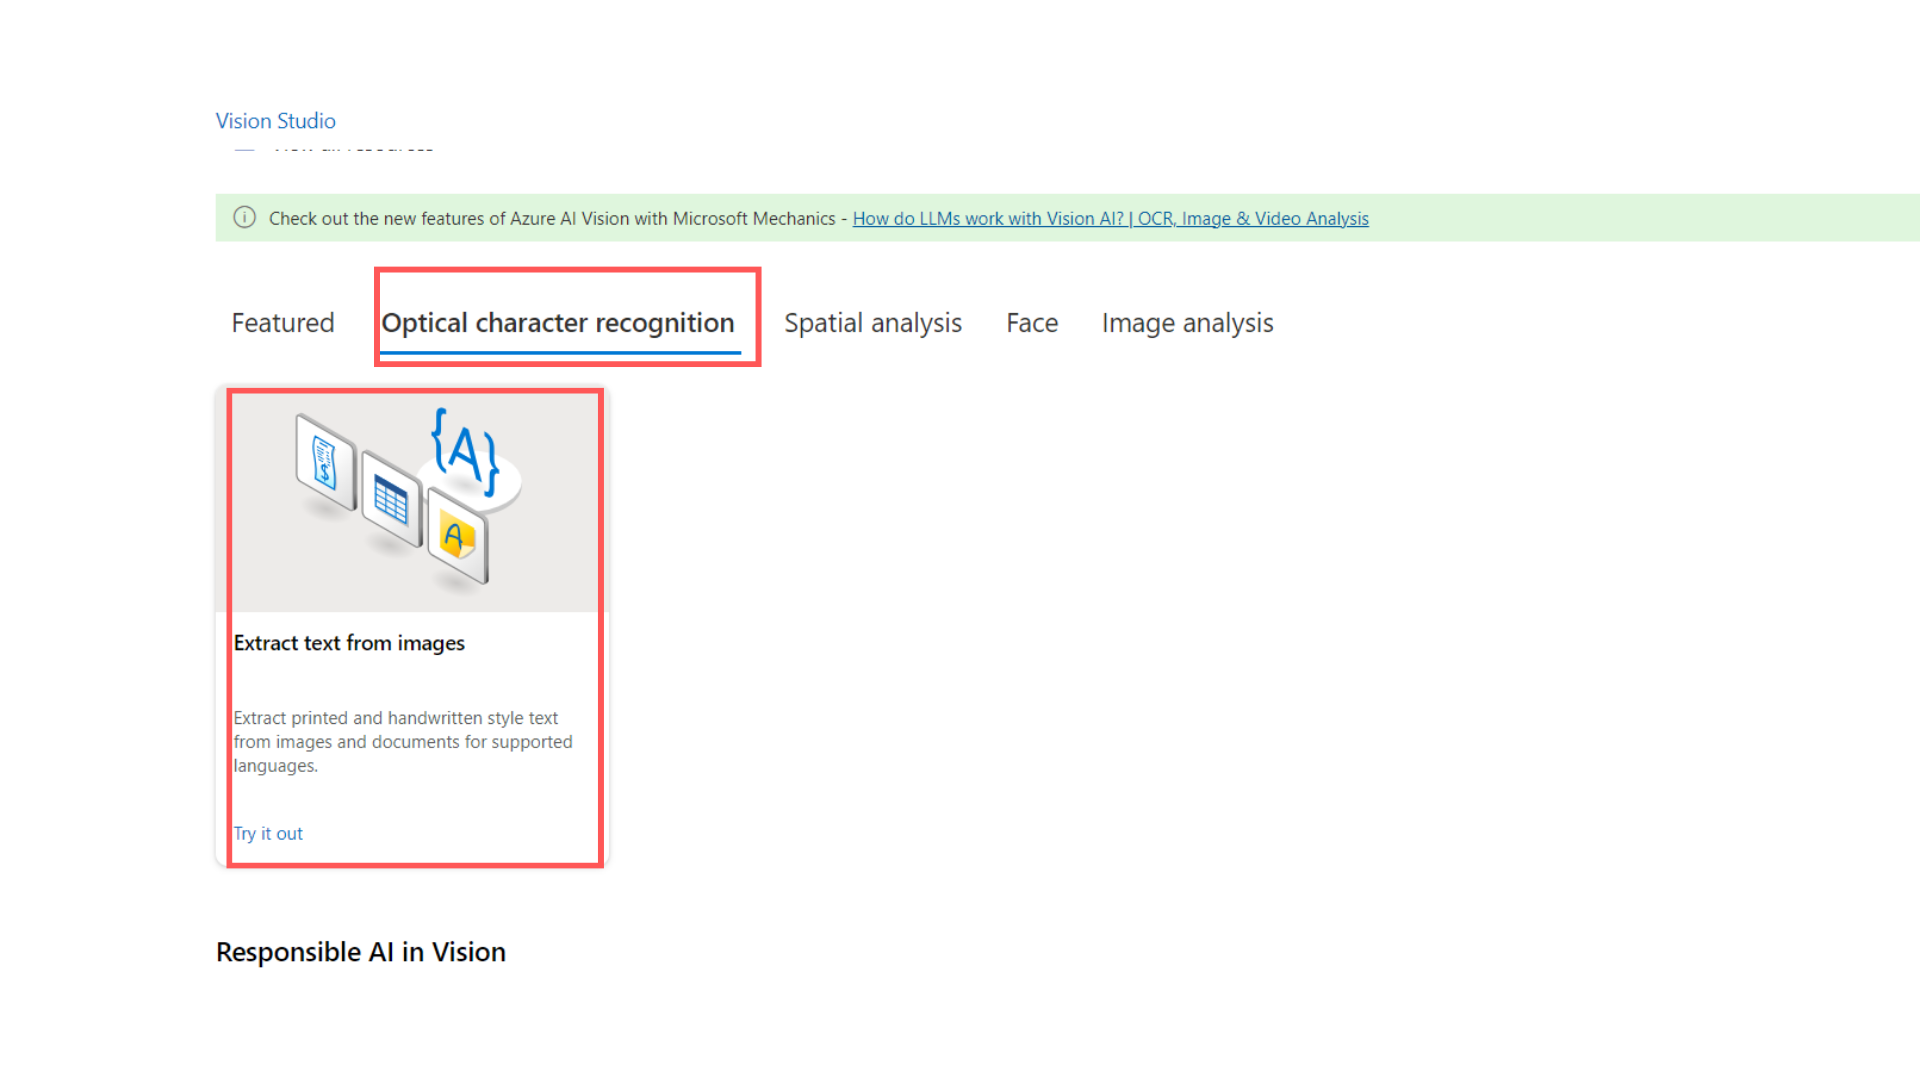 Vision Studio
Check out the new features of Azure AI Vision with Microsoft Mechanics - How do LLMs work with Vision AI? | OCR, Image & Video Analysis
Featured
Optical character recognition
Spatial analysis
Face
Image analysis
{A}
$
A
Extract text from images
Extract printed and handwritten style text
from images and documents for supported
languages.
Try it out
Responsible AI in Vision